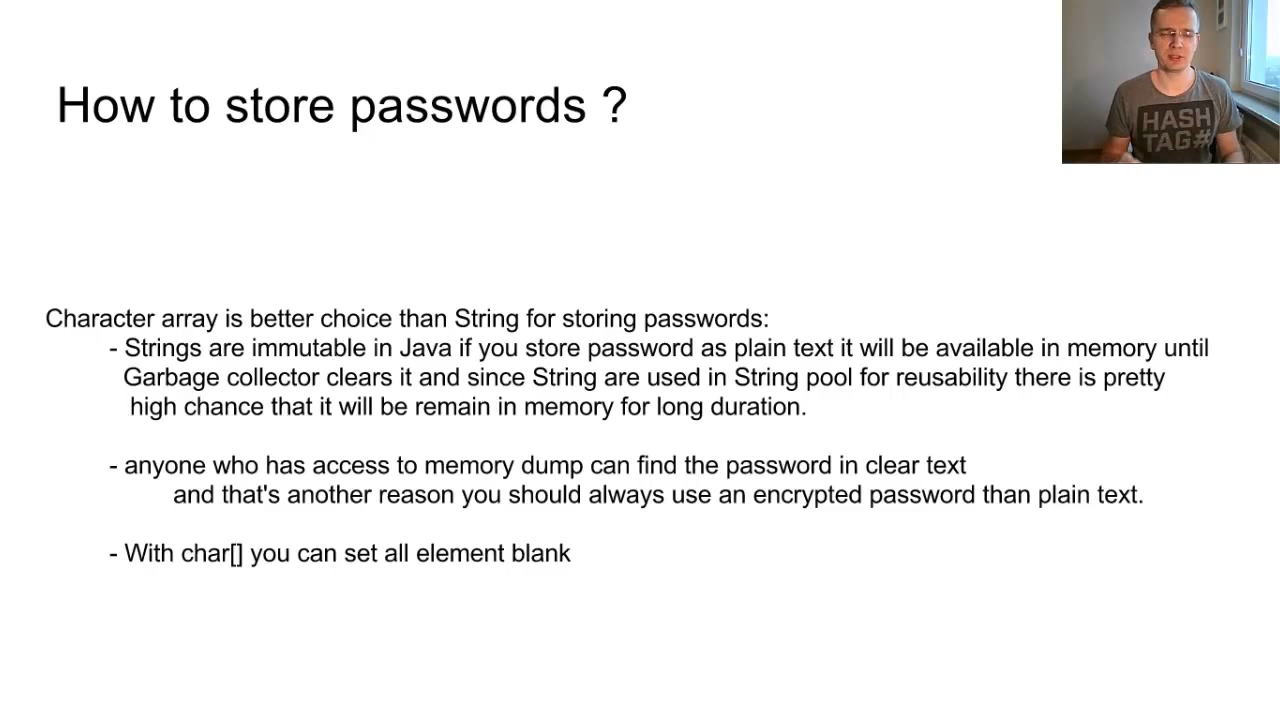 How to store passwords ?
HASH
TAG#
Character array is better choice than String for storing passwords:
- Strings are immutable in Java if you store password as plain text it will be available in memory until
Garbage collector clears it and since String are used in String pool for reusability there is pretty
high chance that it will be remain in memory for long duration.
- anyone who has access to memory dump can find the password in clear text
and that's another reason you should always use an encrypted password than plain text.
- With char[] you can set all element blank